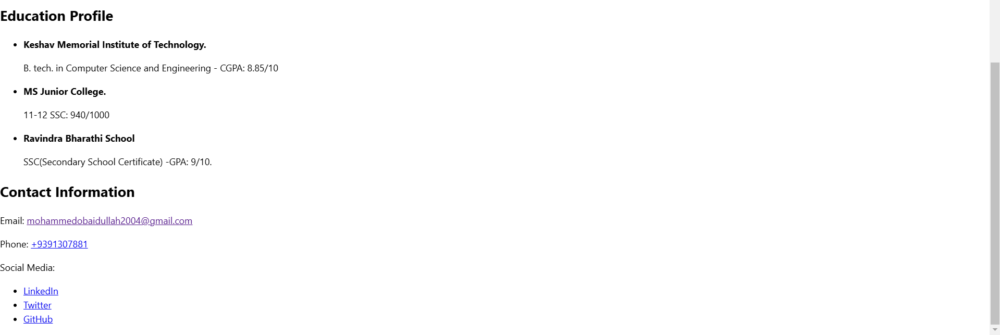 Education Profile
Keshav Memorial Institute of Technology.
B. tech. in Computer Science and Engineering - CGPA: 8.85/10
MS Junior College.
11-12 SSC: 940/1000
Ravindra Bharathi School
SSC(Secondary School Certificate) -GPA: 9/10.
Contact Information
Email: mohammedobaidullah2004@gmail.com
Phone: +9391307881
Social Media:
LinkedIn
Twitter
GitHub